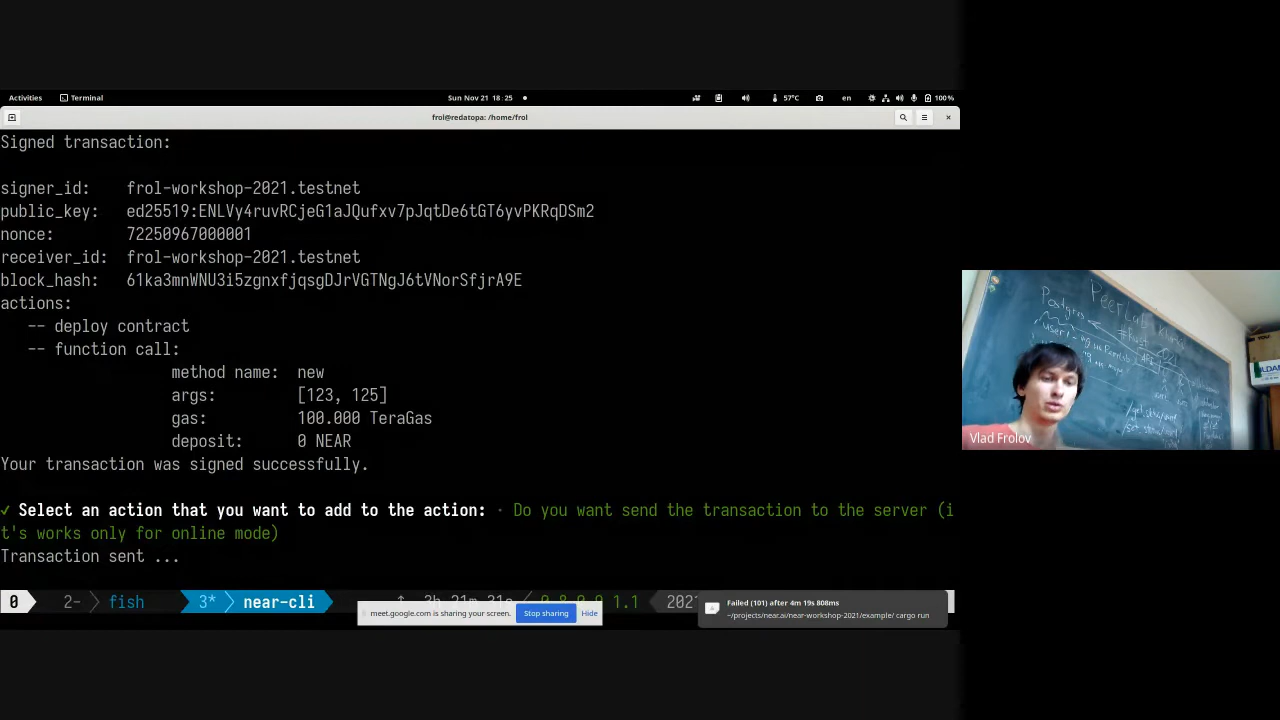 Activities
Terminal
Sun Nov 21 18:25
57°C
en
100%
frol@redatopa: /home/frol
Signed transaction:
signer_id: frol-workshop-2021.testnet
public_key: ed25519:ENLVy4ruvRCjeG1aJQufxv7pJqtDe6tGT6yvPKRqDSm2
nonce: 72250967000001
receiver_id: frol-workshop-2021.testnet
block_hash: 61ka3mnWNU3i5zgnxfjqsgDJrVGTNgJ6tVNorSfjrA9E
actions:
-- deploy contract
-- function call:
method name: new
args: [123, 125]
gas: 100.000 TeraGas
deposit: 0 NEAR
Your transaction was signed successfully.
✓ Select an action that you want to add to the action: · Do you want send the transaction to the server (i
t's works only for online mode)
Transaction sent ...
0 2- fish 3* near-cli
meet.google.com is sharing your screen. Stop sharing Hide
Failed (101) after 4m 19s 808ms
~/projects/near.ai/near-workshop-2021/example/ cargo run
PeerLab
Postgres
Vlad Frolov